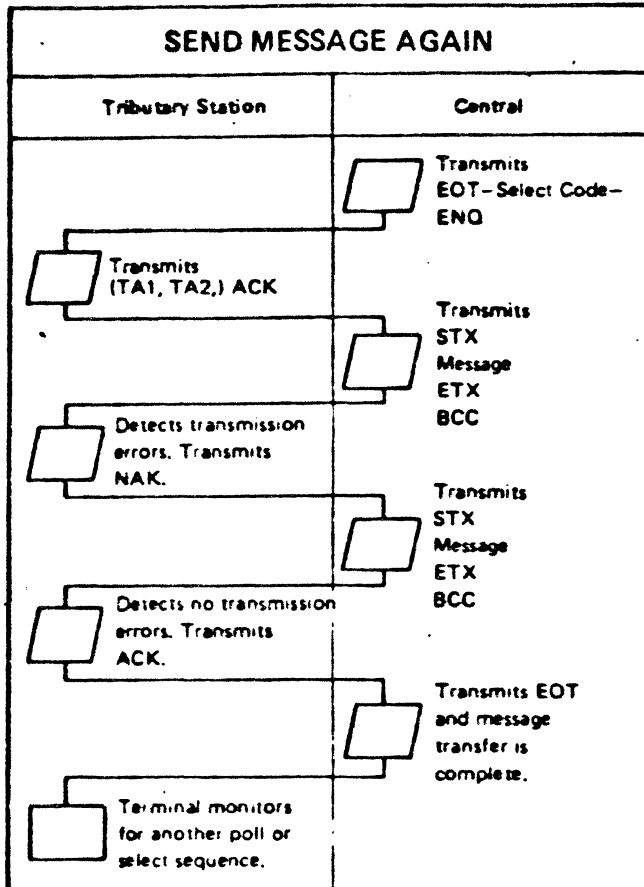 SEND MESSAGE AGAIN
Tributary Station
Central
Transmits
EOT–Select Code–
ENQ
Transmits
(TA1, TA2,) ACK
Transmits
STX
Message
ETX
BCC
Detects transmission
errors. Transmits
NAK.
Transmits
STX
Message
ETX
BCC
Detects no transmission
errors. Transmits
ACK.
Transmits EOT
and message
transfer is
complete.
Terminal monitors
for another poll or
select sequence.